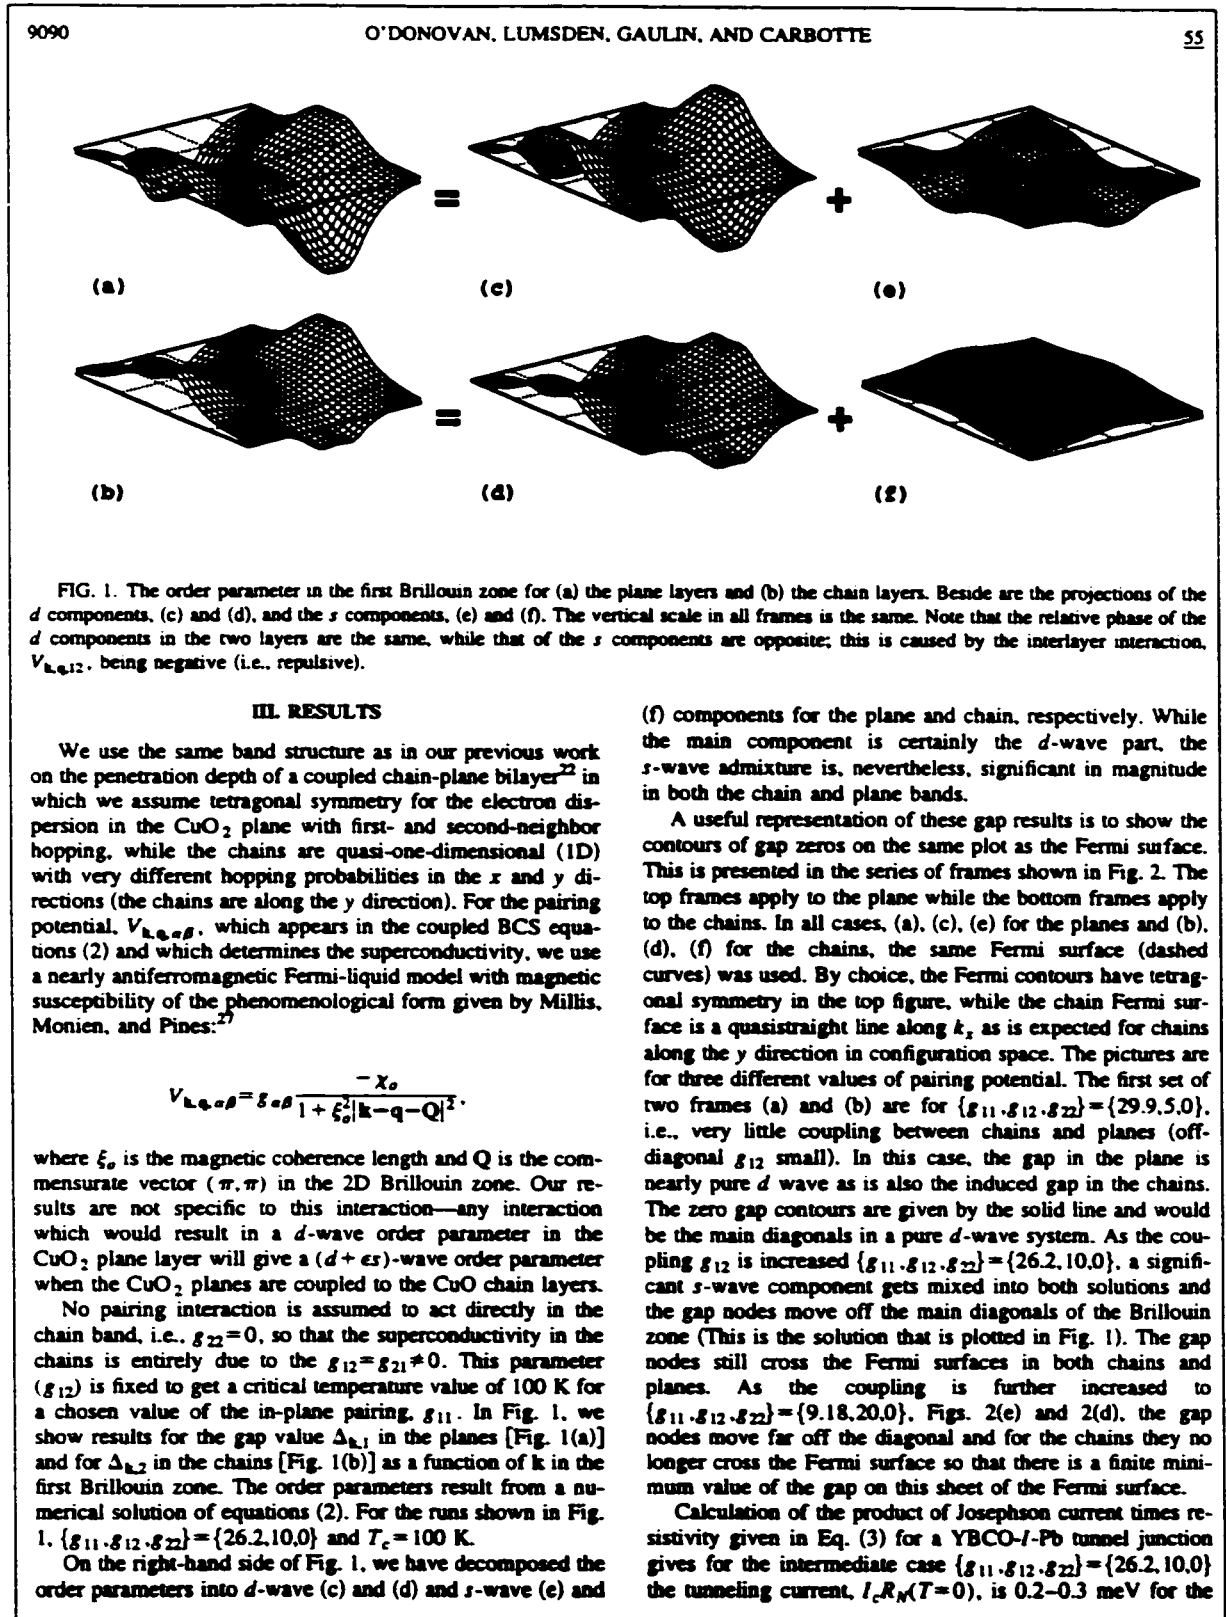 9090
O'DONOVAN, LUMSDEN, GAULIN, AND CARBOTTE
55
=
+
(a)
(c)
(e)
=
+
(b)
(d)
(f)
FIG. 1. The order parameter in the first Brillouin zone for (a) the plane layers and (b) the chain layers. Beside are the projections of the
d components, (c) and (d), and the s components, (e) and (f). The vertical scale in all frames is the same. Note that the relative phase of the
d components in the two layers are the same, while that of the s components are opposite; this is caused by the interlayer interaction,
V_{k,q,12}, being negative (i.e., repulsive).
III. RESULTS
We use the same band structure as in our previous work
on the penetration depth of a coupled chain-plane bilayer²² in
which we assume tetragonal symmetry for the electron dis-
persion in the CuO₂ plane with first- and second-neighbor
hopping, while the chains are quasi-one-dimensional (1D)
with very different hopping probabilities in the x and y di-
rections (the chains are along the y direction). For the pairing
potential, V_{k,q,αβ}, which appears in the coupled BCS equa-
tions (2) and which determines the superconductivity, we use
a nearly antiferromagnetic Fermi-liquid model with magnetic
susceptibility of the phenomenological form given by Millis,
Monien, and Pines:²⁷
V_{k,q,αβ} = g_{αβ} \frac{-χ_o}{1+ξ_o²|k−q−Q|²},
where ξ_o is the magnetic coherence length and Q is the com-
mensurate vector (π,π) in the 2D Brillouin zone. Our re-
sults are not specific to this interaction—any interaction
which would result in a d-wave order parameter in the
CuO₂ plane layer will give a (d+εs)-wave order parameter
when the CuO₂ planes are coupled to the CuO chain layers.
No pairing interaction is assumed to act directly in the
chain band, i.e., g₂₂=0, so that the superconductivity in the
chains is entirely due to the g₁₂=g₂₁≠0. This parameter
(g₁₂) is fixed to get a critical temperature value of 100 K for
a chosen value of the in-plane pairing, g₁₁. In Fig. 1, we
show results for the gap value Δ_{k,1} in the planes [Fig. 1(a)]
and for Δ_{k,2} in the chains [Fig. 1(b)] as a function of k in the
first Brillouin zone. The order parameters result from a nu-
merical solution of equations (2). For the runs shown in Fig.
1, {g₁₁,g₁₂,g₂₂}={26.2,10,0} and T_c=100 K.
On the right-hand side of Fig. 1, we have decomposed the
order parameters into d-wave (c) and (d) and s-wave (e) and
(f) components for the plane and chain, respectively. While
the main component is certainly the d-wave part, the
s-wave admixture is, nevertheless, significant in magnitude
in both the chain and plane bands.
A useful representation of these gap results is to show the
contours of gap zeros on the same plot as the Fermi surface.
This is presented in the series of frames shown in Fig. 2. The
top frames apply to the plane while the bottom frames apply
to the chains. In all cases, (a), (c), (e) for the planes and (b),
(d), (f) for the chains, the same Fermi surface (dashed
curves) was used. By choice, the Fermi contours have tetrag-
onal symmetry in the top figure, while the chain Fermi sur-
face is a quasistraight line along k_x as is expected for chains
along the y direction in configuration space. The pictures are
for three different values of pairing potential. The first set of
two frames (a) and (b) are for {g₁₁,g₁₂,g₂₂}={29.9,5,0},
i.e., very little coupling between chains and planes (off-
diagonal g₁₂ small). In this case, the gap in the plane is
nearly pure d wave as is also the induced gap in the chains.
The zero gap contours are given by the solid line and would
be the main diagonals in a pure d-wave system. As the cou-
pling g₁₂ is increased {g₁₁,g₁₂,g₂₂}={26.2,10,0}, a signifi-
cant s-wave component gets mixed into both solutions and
the gap nodes move off the main diagonals of the Brillouin
zone (This is the solution that is plotted in Fig. 1). The gap
nodes still cross the Fermi surfaces in both chains and
planes. As the coupling is further increased to
{g₁₁,g₁₂,g₂₂}={9.18,20,0}, Figs. 2(e) and 2(d), the gap
nodes move far off the diagonal and for the chains they no
longer cross the Fermi surface so that there is a finite mini-
mum value of the gap on this sheet of the Fermi surface.
Calculation of the product of Josephson current times re-
sistivity given in Eq. (3) for a YBCO-I-Pb tunnel junction
gives for the intermediate case {g₁₁,g₁₂,g₂₂}={26.2,10,0}
the tunneling current, I_cR_N(T=0), is 0.2–0.3 meV for the